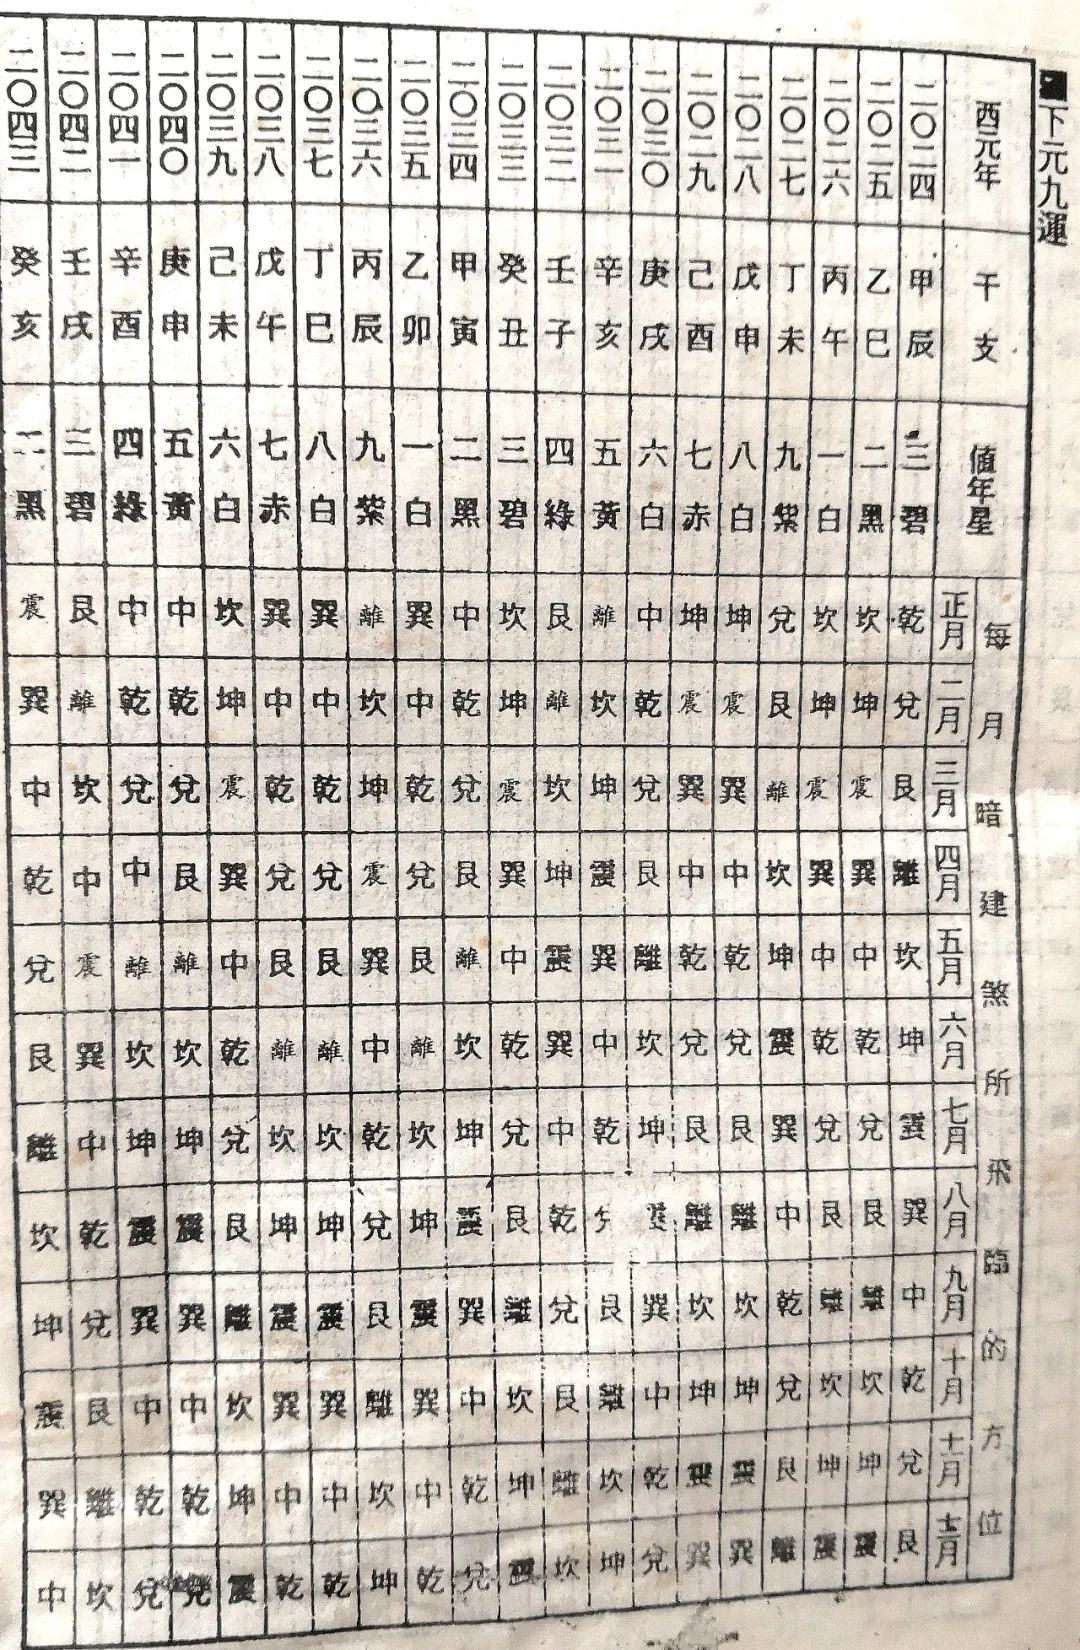 下元九運
西元年 干支 值年星 每月暗建煞所飛臨的方位
正月 二月 三月 四月 五月 六月 七月 八月 九月 十月 十一月 十二月
二〇二四 甲辰 三碧 乾 兌 艮 離 坎 坤 震 巽 中 乾 兌 艮
二〇二五 乙巳 二黑 坎 坤 震 巽 中 乾 兌 艮 離 坎 坤 震
二〇二六 丙午 一白 坎 坤 震 巽 中 乾 兌 艮 離 坎 坤 震
二〇二七 丁未 九紫 兌 艮 離 坎 坤 震 巽 中 乾 兌 艮 離
二〇二八 戊申 八白 坤 震 巽 中 乾 兌 艮 離 坎 坤 震 巽
二〇二九 己酉 七赤 坤 震 巽 中 乾 兌 艮 離 坎 坤 震 巽
二〇三〇 庚戌 六白 中 乾 兌 艮 離 坎 坤 巽 中 乾 兌
二〇三一 辛亥 五黃 離 坎 坤 震 巽 中 乾 艮 離 坎 坤
二〇三二 壬子 四綠 艮 離 坎 坤 震 巽 中 乾 兌 艮 離 坎
二〇三三 癸丑 三碧 坎 坤 震 巽 中 乾 兌 艮 離 坎 坤 震
二〇三四 甲寅 二黑 中 乾 兌 艮 離 坎 坤 震 巽 中 乾 兌
二〇三五 乙卯 一白 巽 中 乾 兌 艮 離 坎 坤 震 巽 中 乾
二〇三六 丙辰 九紫 離 坎 坤 震 巽 中 乾 兌 艮 離 坎 坤
二〇三七 丁巳 八白 巽 中 乾 兌 艮 離 坎 坤 震 巽 中 乾
二〇三八 戊午 七赤 巽 中 乾 兌 艮 離 坎 坤 震 巽 中 乾
二〇三九 己未 六白 坎 坤 震 巽 中 乾 兌 艮 離 坎 坤 震
二〇四〇 庚申 五黃 中 乾 兌 艮 離 坎 坤 震 巽 中 乾 兌
二〇四一 辛酉 四綠 中 乾 兌 中 離 坎 坤 震 巽 中 乾 兌
二〇四二 壬戌 三碧 艮 離 坎 中 震 巽 中 乾 兌 艮 離 坎
二〇四三 癸亥 二黑 震 巽 中 乾 兌 艮 離 坎 坤 震 巽 中